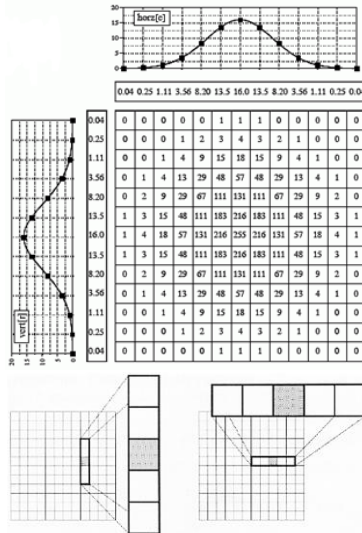 20
15
10
5
0
horz[c]
0.04 0.25 1.11 3.56 8.20 13.5 16.0 13.5 8.20 3.56 1.11 0.25 0.04
0.04 0 0 0 0 0 1 1 1 0 0 0 0 0
0.25 0 0 0 1 2 3 4 3 2 1 0 0 0
1.11 0 0 1 4 9 15 18 15 9 4 1 0 0
3.56 0 1 4 13 29 48 57 48 29 13 4 1 0
8.20 0 2 9 29 67 111 131 111 67 29 9 2 0
13.5 1 3 15 48 111 183 216 183 111 48 15 3 1
16.0 1 4 18 57 131 216 255 216 131 57 18 4 1
13.5 1 3 15 48 111 183 216 183 111 48 15 3 1
8.20 0 2 9 29 67 111 131 111 67 29 9 2 0
3.56 0 1 4 13 29 48 57 48 29 13 4 1 0
1.11 0 0 1 4 9 15 18 15 9 4 1 0 0
0.25 0 0 0 1 2 3 4 3 2 1 0 0 0
0.04 0 0 0 0 0 1 1 1 0 0 0 0 0
vert[r]
20 15 10 5 0